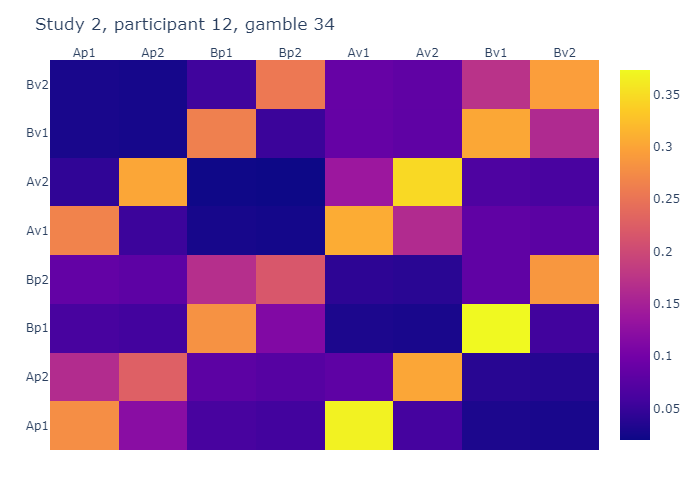 Study 2, participant 12, gamble 34
Ap1 Ap2 Bp1 Bp2 Av1 Av2 Bv1 Bv2
Bv2
Bv1
Av2
Av1
Bp2
Bp1
Ap2
Ap1
0.35
0.3
0.25
0.2
0.15
0.1
0.05